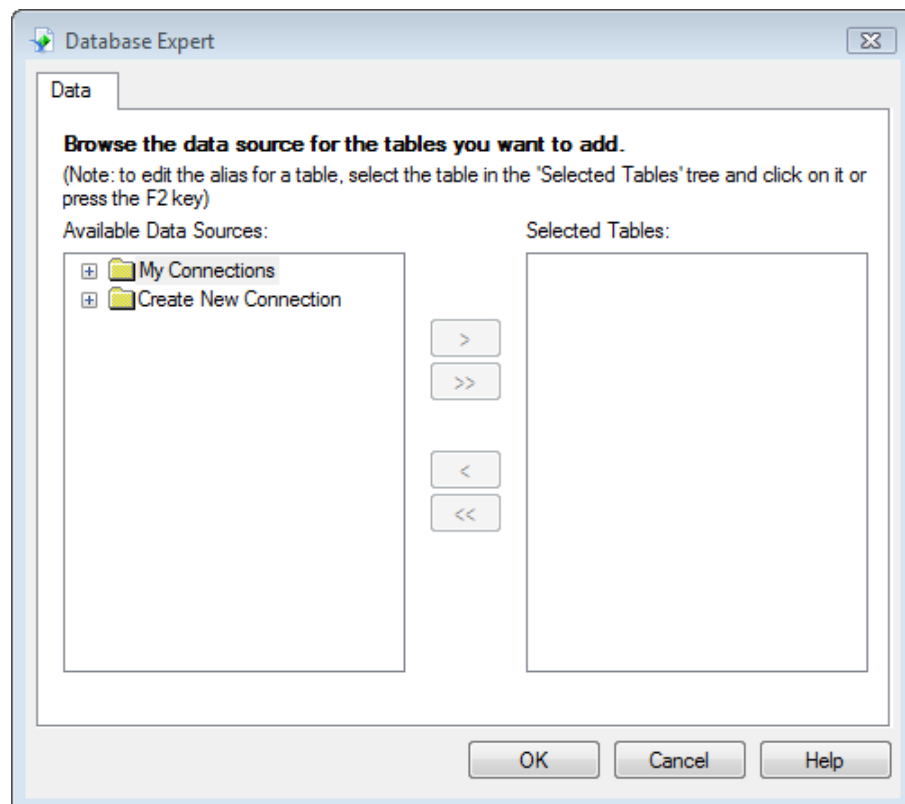 Database Expert
Data
Browse the data source for the tables you want to add.
(Note: to edit the alias for a table, select the table in the 'Selected Tables' tree and click on it or
press the F2 key)
Available Data Sources:
Selected Tables:
My Connections
Create New Connection
>
>>
<
<<
OK
Cancel
Help